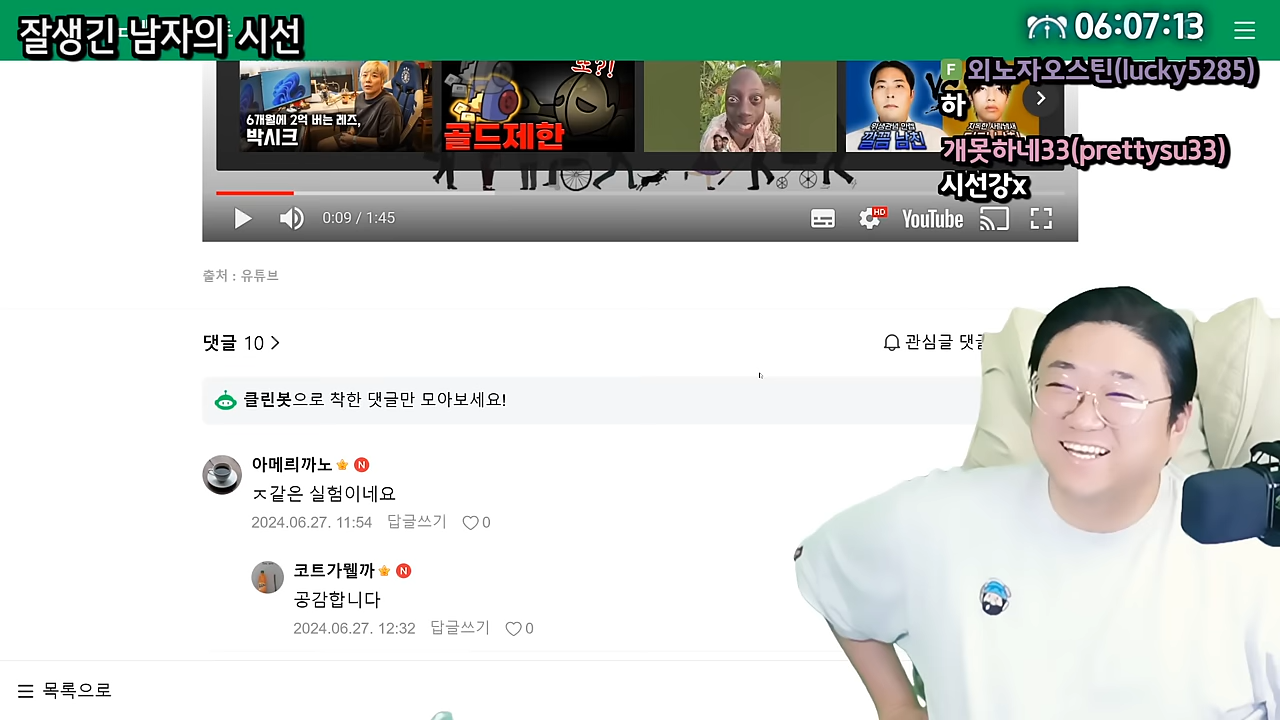 잘생긴 남자의 시선
06:07:13
F 외노자오스틴(lucky5285)
하
개못하네33(prettysu33)
시선강x
6개월에 2억 버는 레즈,
박시크
또?!
골드제한
0:09 / 1:45
HD
YouTube
출처 : 유튜브
댓글 10
관심글 댓글
클린봇으로 착한 댓글만 모아보세요!
아메리까노 N
ㅈ같은 실험이네요
2024.06.27. 11:54 답글쓰기 0
코트가뷀까 N
공감합니다
2024.06.27. 12:32 답글쓰기 0
목록으로